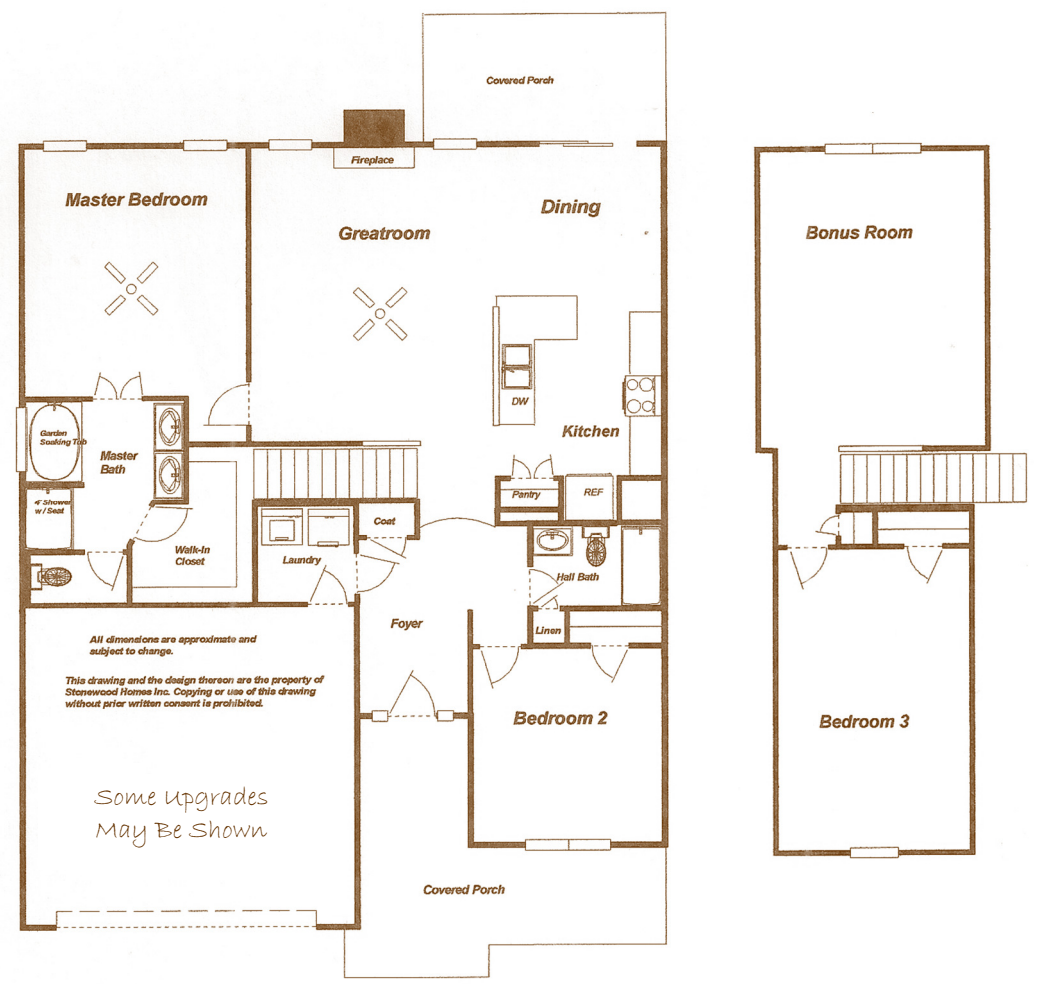 Covered Porch
Fireplace
Master Bedroom
Greatroom
Dining
Bonus Room
DW
Kitchen
Garden
Soaking Tub
Master
Bath
4' Shower
w/ Seat
Pantry
REF
Coat
Walk-In
Closet
Laundry
Hall Bath
Foyer
Linen
All dimensions are approximate and
subject to change.
This drawing and the design thereon are the property of
Stonewood Homes Inc. Copying or use of this drawing
without prior written consent is prohibited.
Bedroom 2
Bedroom 3
Some Upgrades
May Be Shown
Covered Porch